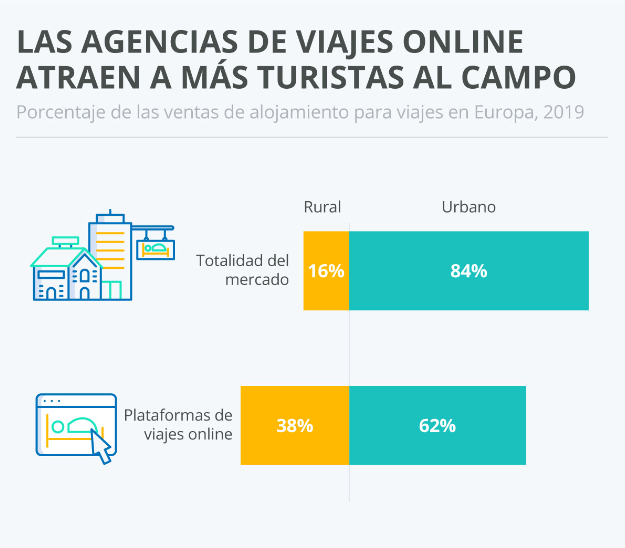 LAS AGENCIAS DE VIAJES ONLINE
ATRAEN A MÁS TURISTAS AL CAMPO
Porcentaje de las ventas de alojamiento para viajes en Europa, 2019
Rural
Urbano
Totalidad del
mercado
16%
84%
Plataformas de
viajes online
38%
62%